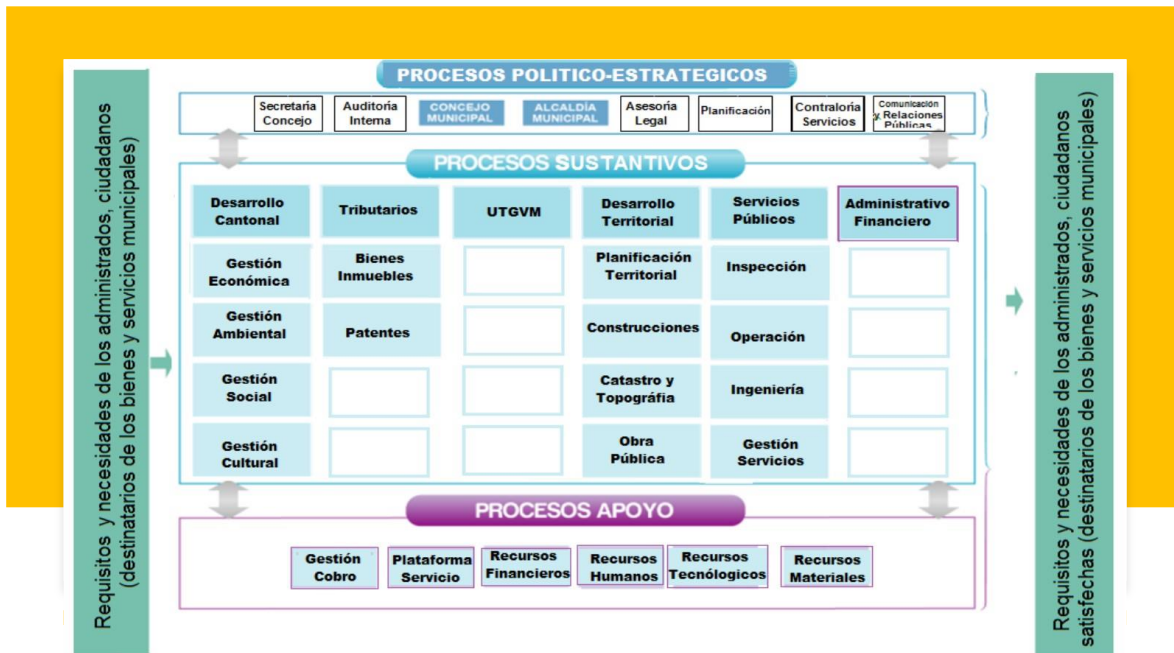 Requisitos y necesidades de los administrados, ciudadanos
(destinatarios de los bienes y servicios municipales)
PROCESOS POLITICO-ESTRATEGICOS
Secretaría
Concejo
Auditoría
Interna
CONCEJO
MUNICIPAL
ALCALDÍA
MUNICIPAL
Asesoría
Legal
Planificación
Contraloría
Servicios
Comunicación
y Relaciones
Públicas
PROCESOS SUSTANTIVOS
Desarrollo
Cantonal
Tributarios
UTGVM
Desarrollo
Territorial
Servicios
Públicos
Administrativo
Financiero
Gestión
Económica
Bienes
Inmuebles
Planificación
Territorial
Inspección
Gestión
Ambiental
Patentes
Construcciones
Operación
Gestión
Social
Catastro y
Topográfia
Ingeniería
Gestión
Cultural
Obra
Pública
Gestión
Servicios
PROCESOS APOYO
Gestión
Cobro
Plataforma
Servicio
Recursos
Financieros
Recursos
Humanos
Recursos
Tecnólogicos
Recursos
Materiales
Requisitos y necesidades de los administrados, ciudadanos
satisfechas (destinatarios de los bienes y servicios municipales)